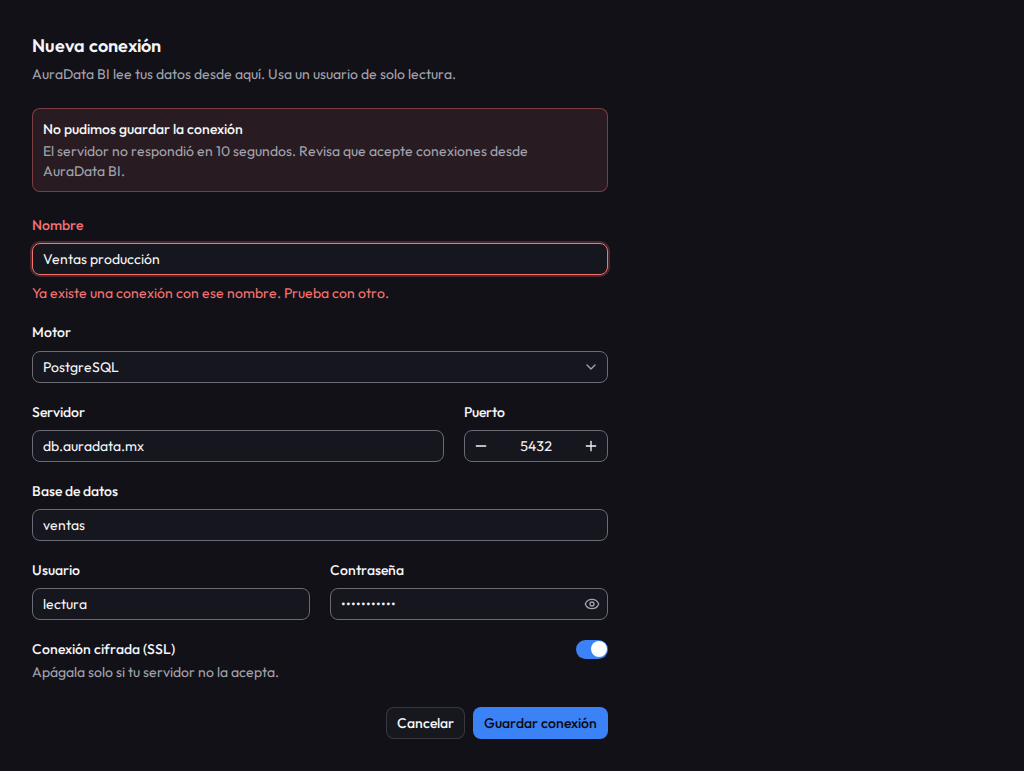 Nueva conexión
AuraData BI lee tus datos desde aquí. Usa un usuario de solo lectura.
No pudimos guardar la conexión
El servidor no respondió en 10 segundos. Revisa que acepte conexiones desde
AuraData BI.
Nombre
Ventas producción
Ya existe una conexión con ese nombre. Prueba con otro.
Motor
PostgreSQL
Servidor
Puerto
db.auradata.mx
5432
Base de datos
ventas
Usuario
Contraseña
lectura
•••••••••••
Conexión cifrada (SSL)
Apágala solo si tu servidor no la acepta.
Cancelar
Guardar conexión